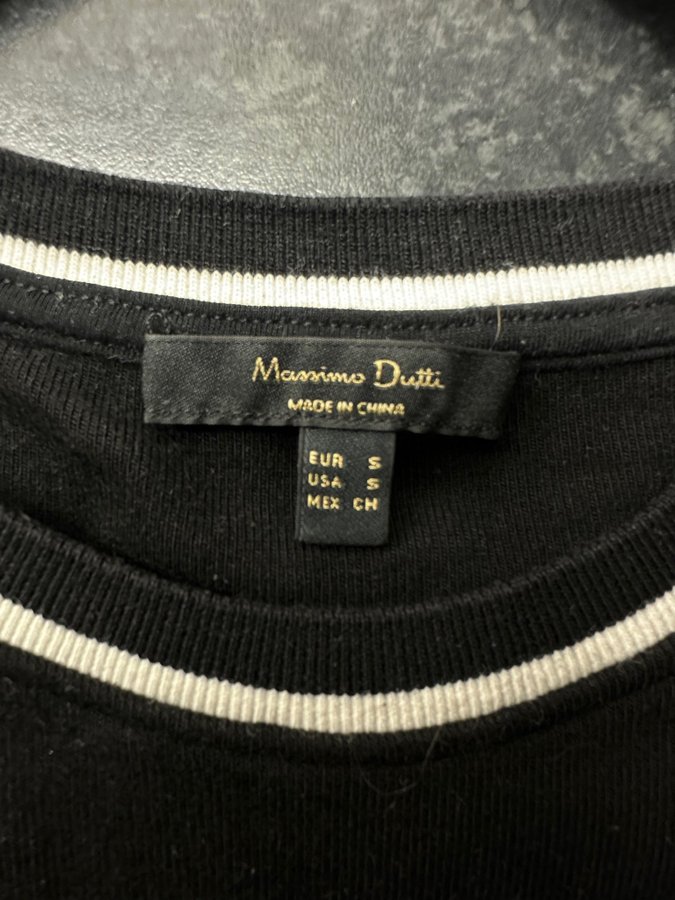 Massimo Dutti
MADE IN CHINA
EUR S
USA S
MEX CH